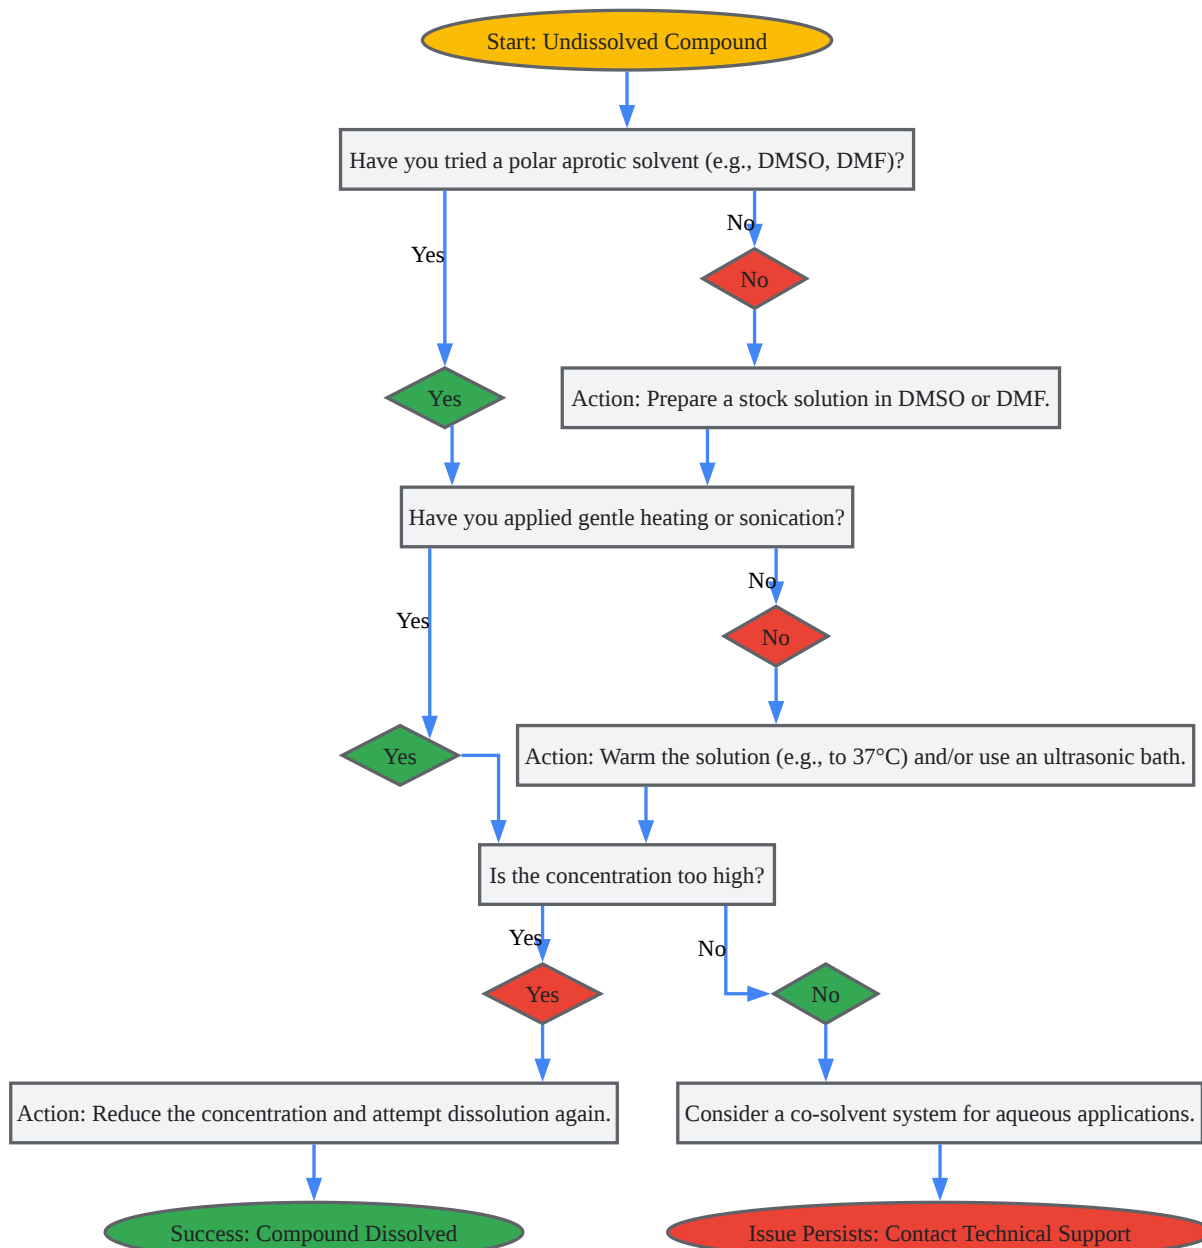 Start: Undissolved Compound
Have you tried a polar aprotic solvent (e.g., DMSO, DMF)?
No
Yes
No
Yes
Action: Prepare a stock solution in DMSO or DMF.
Have you applied gentle heating or sonication?
No
Yes
No
Yes
Action: Warm the solution (e.g., to 37°C) and/or use an ultrasonic bath.
Is the concentration too high?
Yes
No
Yes
No
Action: Reduce the concentration and attempt dissolution again.
Consider a co-solvent system for aqueous applications.
Success: Compound Dissolved
Issue Persists: Contact Technical Support